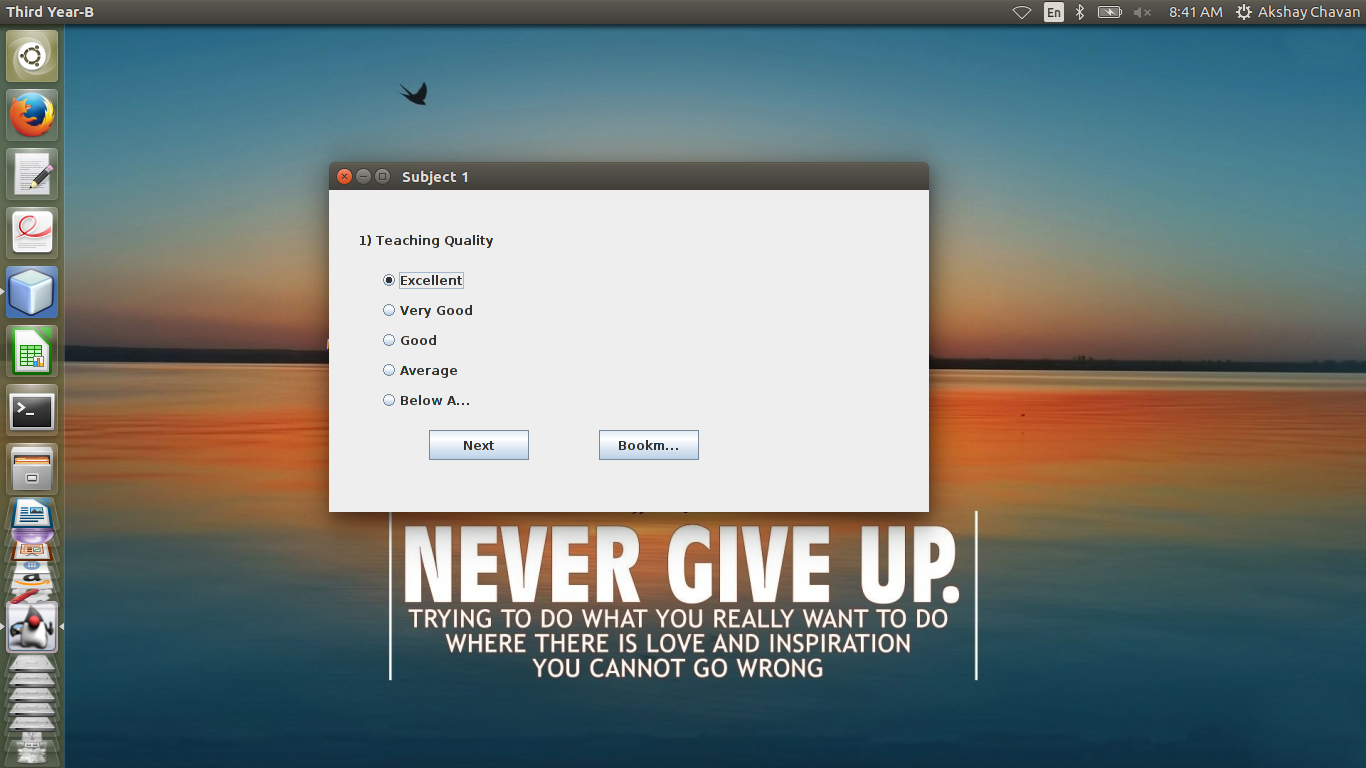 Third Year-B
En
8:41 AM
Akshay Chavan
Subject 1
1) Teaching Quality
Excellent
Very Good
Good
Average
Below A...
Next
Bookm...
NEVER GIVE UP.
TRYING TO DO WHAT YOU REALLY WANT TO DO
WHERE THERE IS LOVE AND INSPIRATION
YOU CANNOT GO WRONG